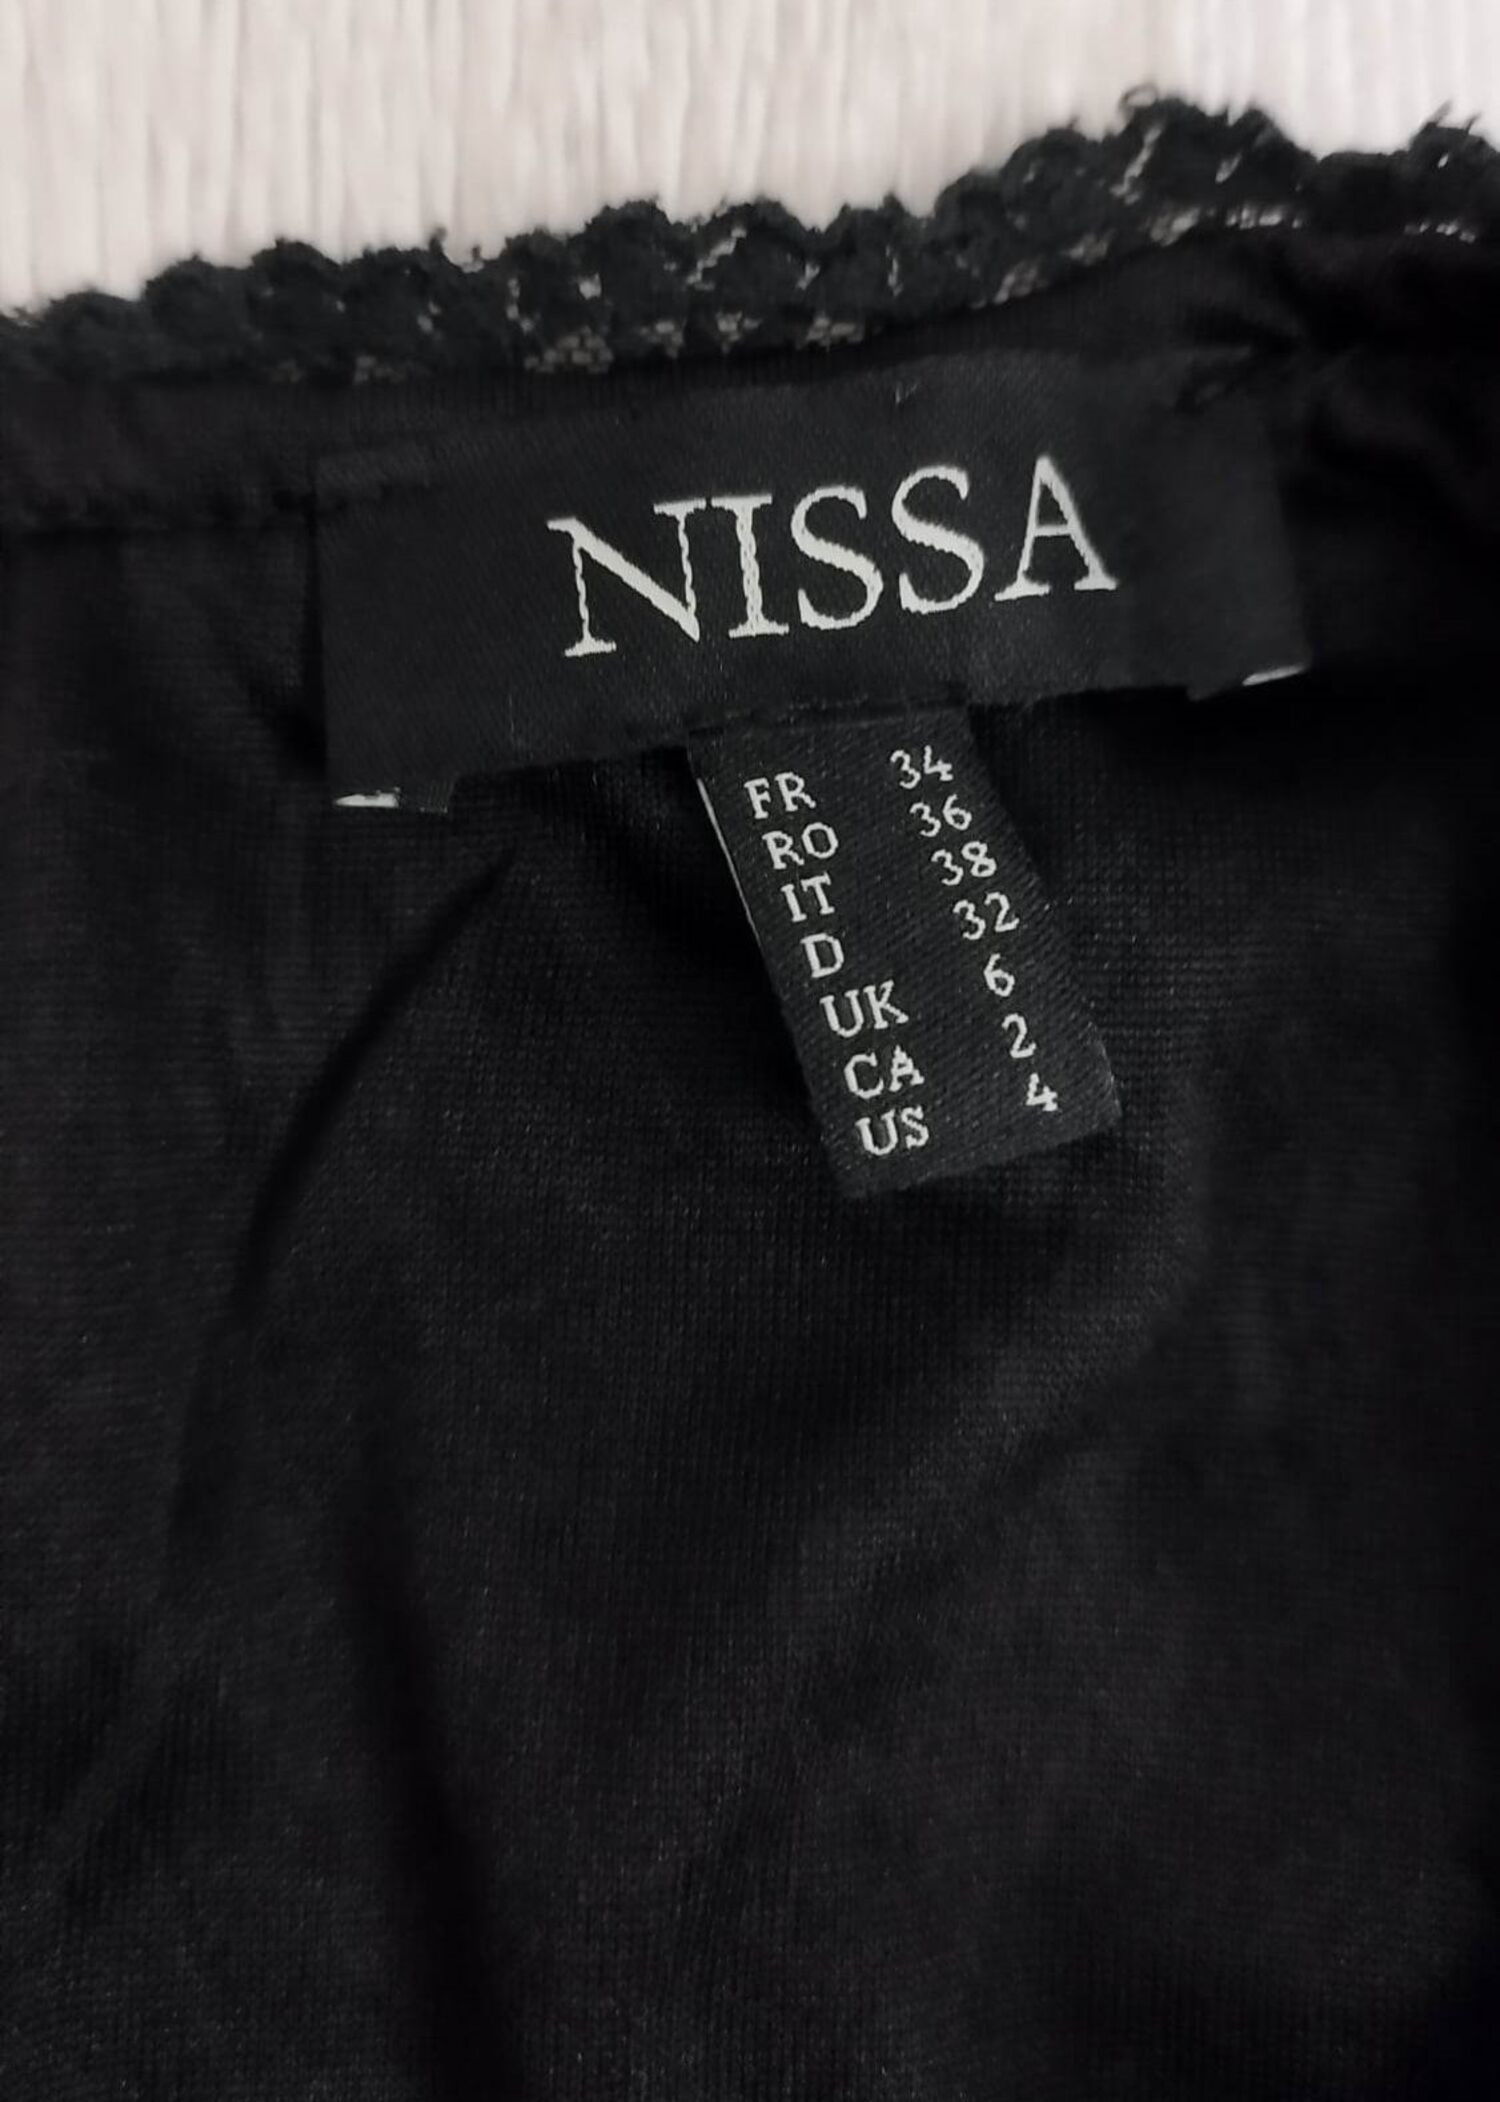 NISSA
FR 34
RO 36
IT 38
D 32
UK 6
CA 2
US 4